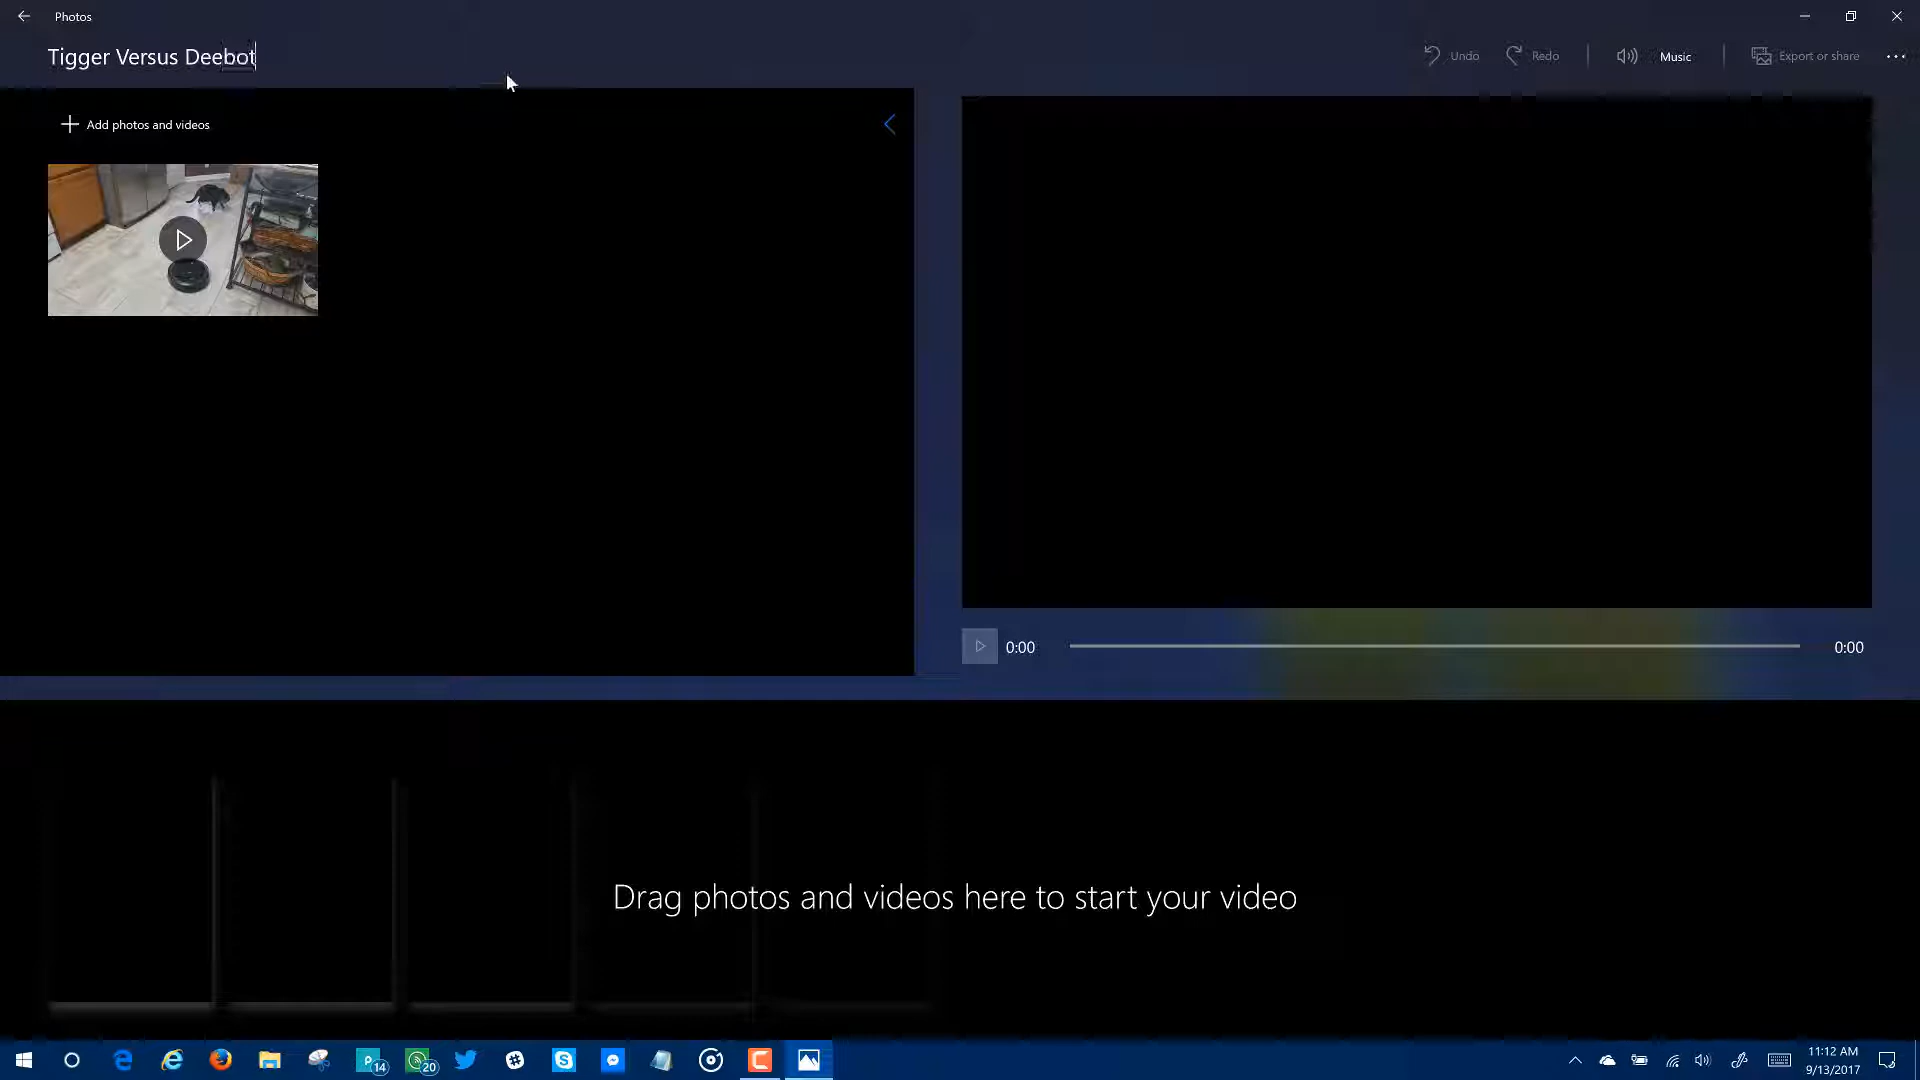 Photos
Tigger Versus Deebot
Undo
Redo
Music
Export or share
Add photos and videos
0:00
0:00
Drag photos and videos here to start your video
14
20
11:12 AM
9/13/2017